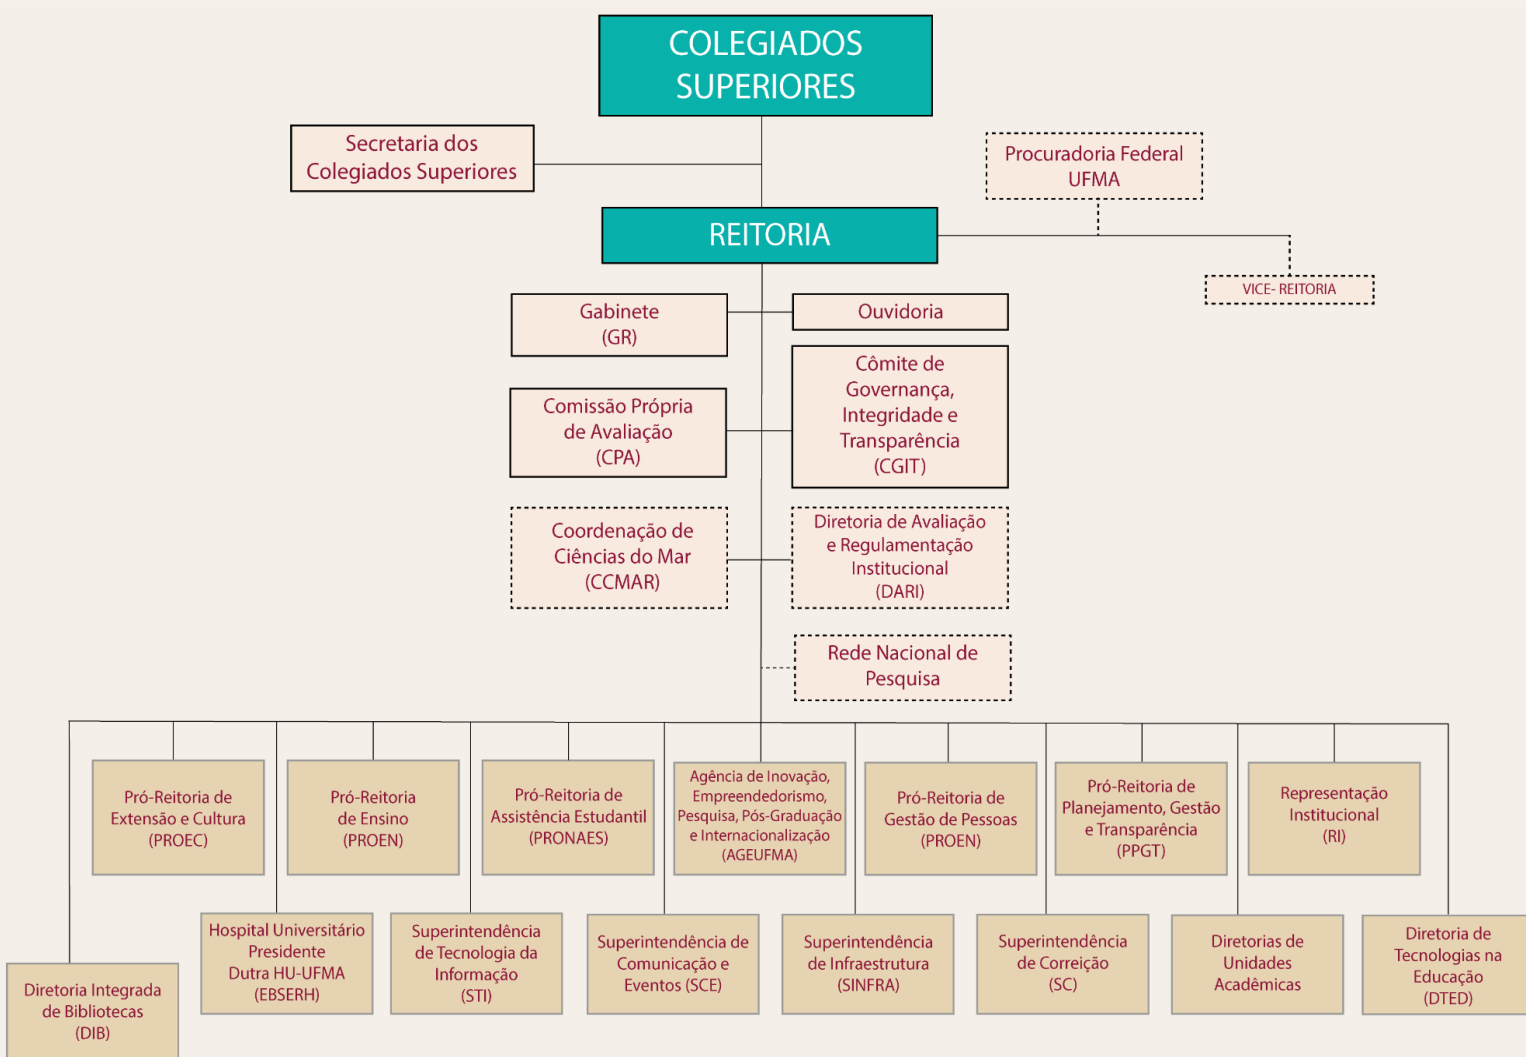 COLEGIADOS
SUPERIORES
Secretaria dos
Colegiados Superiores
Procuradoria Federal
UFMA
REITORIA
VICE- REITORIA
Gabinete
(GR)
Ouvidoria
Comissão Própria
de Avaliação
(CPA)
Cômite de
Governança,
Integridade e
Transparência
(CGIT)
Coordenação de
Ciências do Mar
(CCMAR)
Diretoria de Avaliação
e Regulamentação
Institucional
(DARI)
Rede Nacional de
Pesquisa
Pró-Reitoria de
Extensão e Cultura
(PROEC)
Pró-Reitoria
de Ensino
(PROEN)
Pró-Reitoria de
Assistência Estudantil
(PRONAES)
Agência de Inovação,
Empreendedorismo,
Pesquisa, Pós-Graduação
e Internacionalização
(AGEUFMA)
Pró-Reitoria de
Gestão de Pessoas
(PROEN)
Pró-Reitoria de
Planejamento, Gestão
e Transparência
(PPGT)
Representação
Institucional
(RI)
Diretoria Integrada
de Bibliotecas
(DIB)
Hospital Universitário
Presidente
Dutra HU-UFMA
(EBSERH)
Superintendência
de Tecnologia da
Informação
(STI)
Superintendência de
Comunicação e
Eventos (SCE)
Superintendência
de Infraestrutura
(SINFRA)
Superintendência
de Correição
(SC)
Diretorias de
Unidades
Acadêmicas
Diretoria de
Tecnologias na
Educação
(DTED)